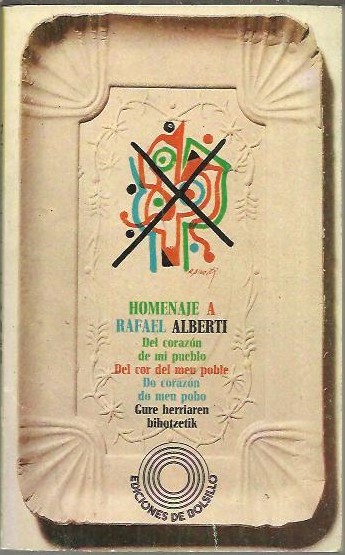 HOMENAJE A
RAFAEL ALBERTI
Del corazón
de mi pueblo
Del cor del meu poble
Do corazón
do meu pobo
Gure herriaren
bihotzetik
EDICIONES DE BOLSILLO